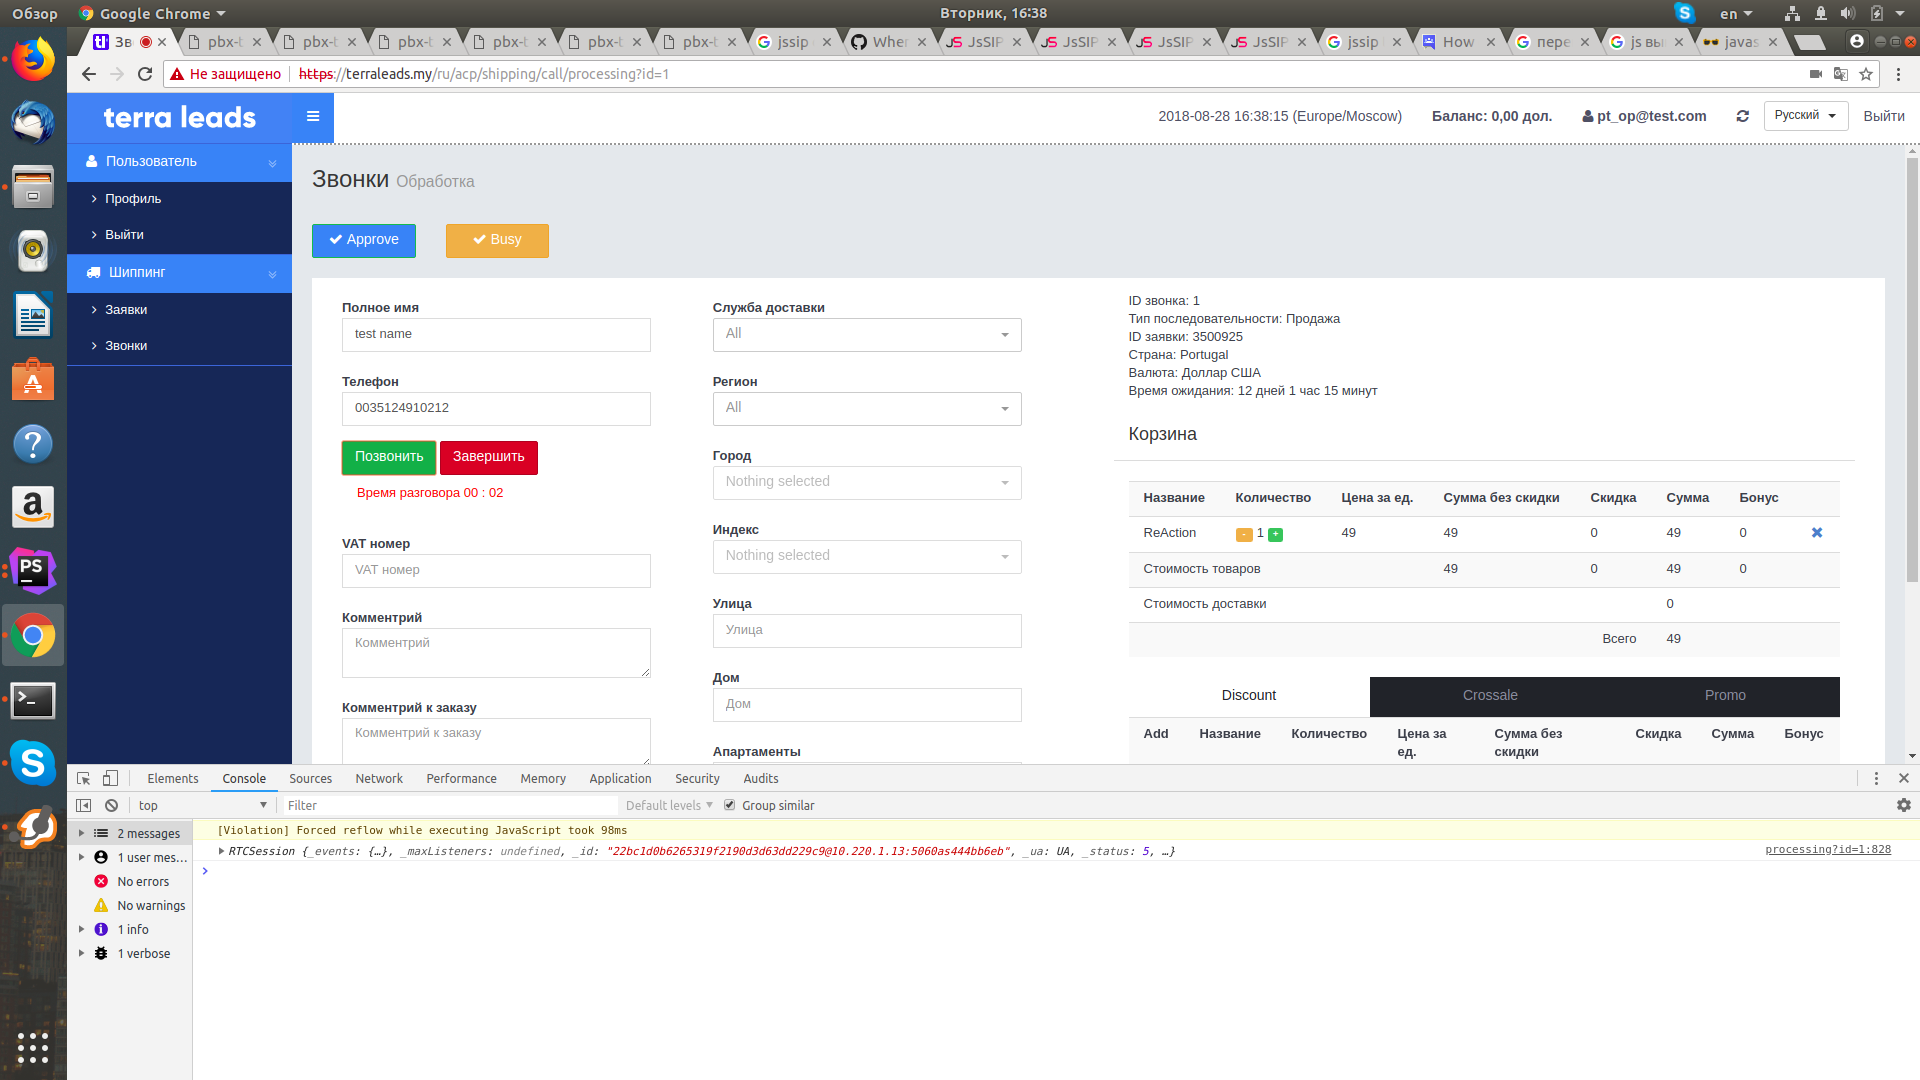 Обзор
Google Chrome
Вторник, 16:38
en
Зв
pbx-t
pbx-t
pbx-t
pbx-t
pbx-t
pbx-t
jssip
When
JsSIP
JsSIP
JsSIP
JsSIP
jssip
How
пере
js вы
javas
Не защищено
https://terraleads.my/ru/acp/shipping/call/processing?id=1
terra leads
2018-08-28 16:38:15 (Europe/Moscow)
Баланс: 0,00 дол.
pt_op@test.com
Русский
Выйти
Пользователь
Профиль
Выйти
Шиппинг
Заявки
Звонки
Звонки Обработка
Approve
Busy
Полное имя
test name
Телефон
0035124910212
Позвонить
Завершить
Время разговора 00 : 02
VAT номер
VAT номер
Комментрий
Комментрий
Комментрий к заказу
Комментрий к заказу
Служба доставки
All
Регион
All
Город
Nothing selected
Индекс
Nothing selected
Улица
Улица
Дом
Дом
Апартаменты
ID звонка: 1
Тип последовательности: Продажа
ID заявки: 3500925
Страна: Portugal
Валюта: Доллар США
Время ожидания: 12 дней 1 час 15 минут
Корзина
Название Количество Цена за ед. Сумма без скидки Скидка Сумма Бонус
ReAction - 1 + 49 49 0 49 0
Стоимость товаров 49 0 49 0
Стоимость доставки 0
Всего 49
Discount
Crossale
Promo
Add Название Количество Цена за ед. Сумма без скидки Скидка Сумма Бонус
Elements
Console
Sources
Network
Performance
Memory
Application
Security
Audits
top
Filter
Default levels
Group similar
2 messages
1 user mes...
No errors
No warnings
1 info
1 verbose
[Violation] Forced reflow while executing JavaScript took 98ms
RTCSession {_events: {…}, _maxListeners: undefined, _id: "22bc1d0b6265319f2190d3d63dd229c9@10.220.1.13:5060as444bb6eb", _ua: UA, _status: 5, …}
processing?id=1:828